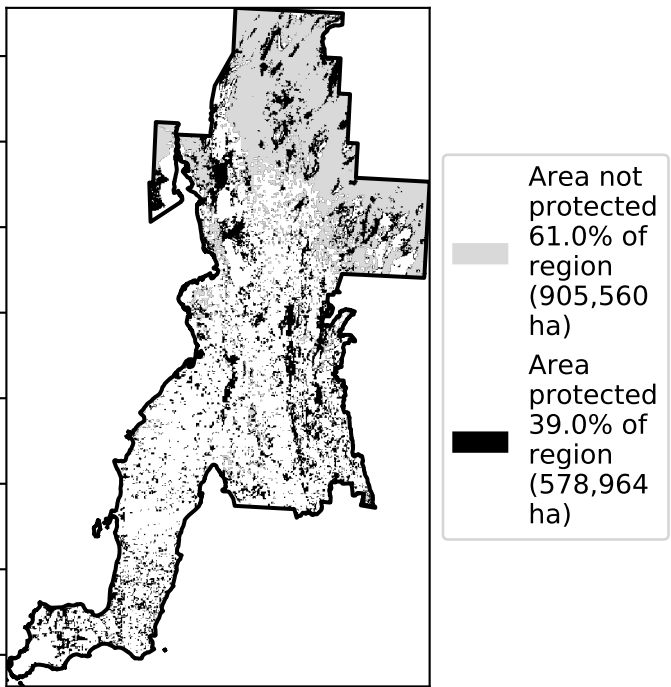 Area not
protected
61.0% of
region
(905,560
ha)
Area
protected
39.0% of
region
(578,964
ha)